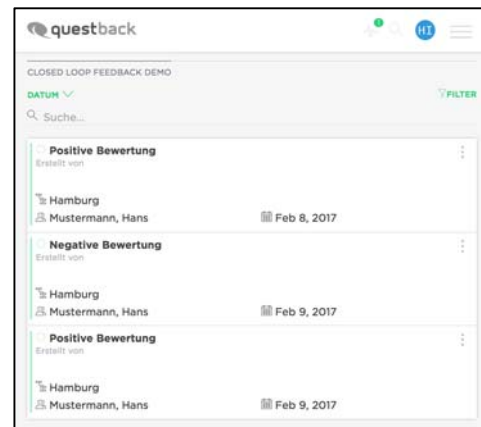 questback
1
HI
CLOSED LOOP FEEDBACK DEMO
DATUM
FILTER
Suche...
Positive Bewertung
Erstellt von
Hamburg
Mustermann, Hans Feb 8, 2017
Negative Bewertung
Erstellt von
Hamburg
Mustermann, Hans Feb 9, 2017
Positive Bewertung
Erstellt von
Hamburg
Mustermann, Hans Feb 9, 2017